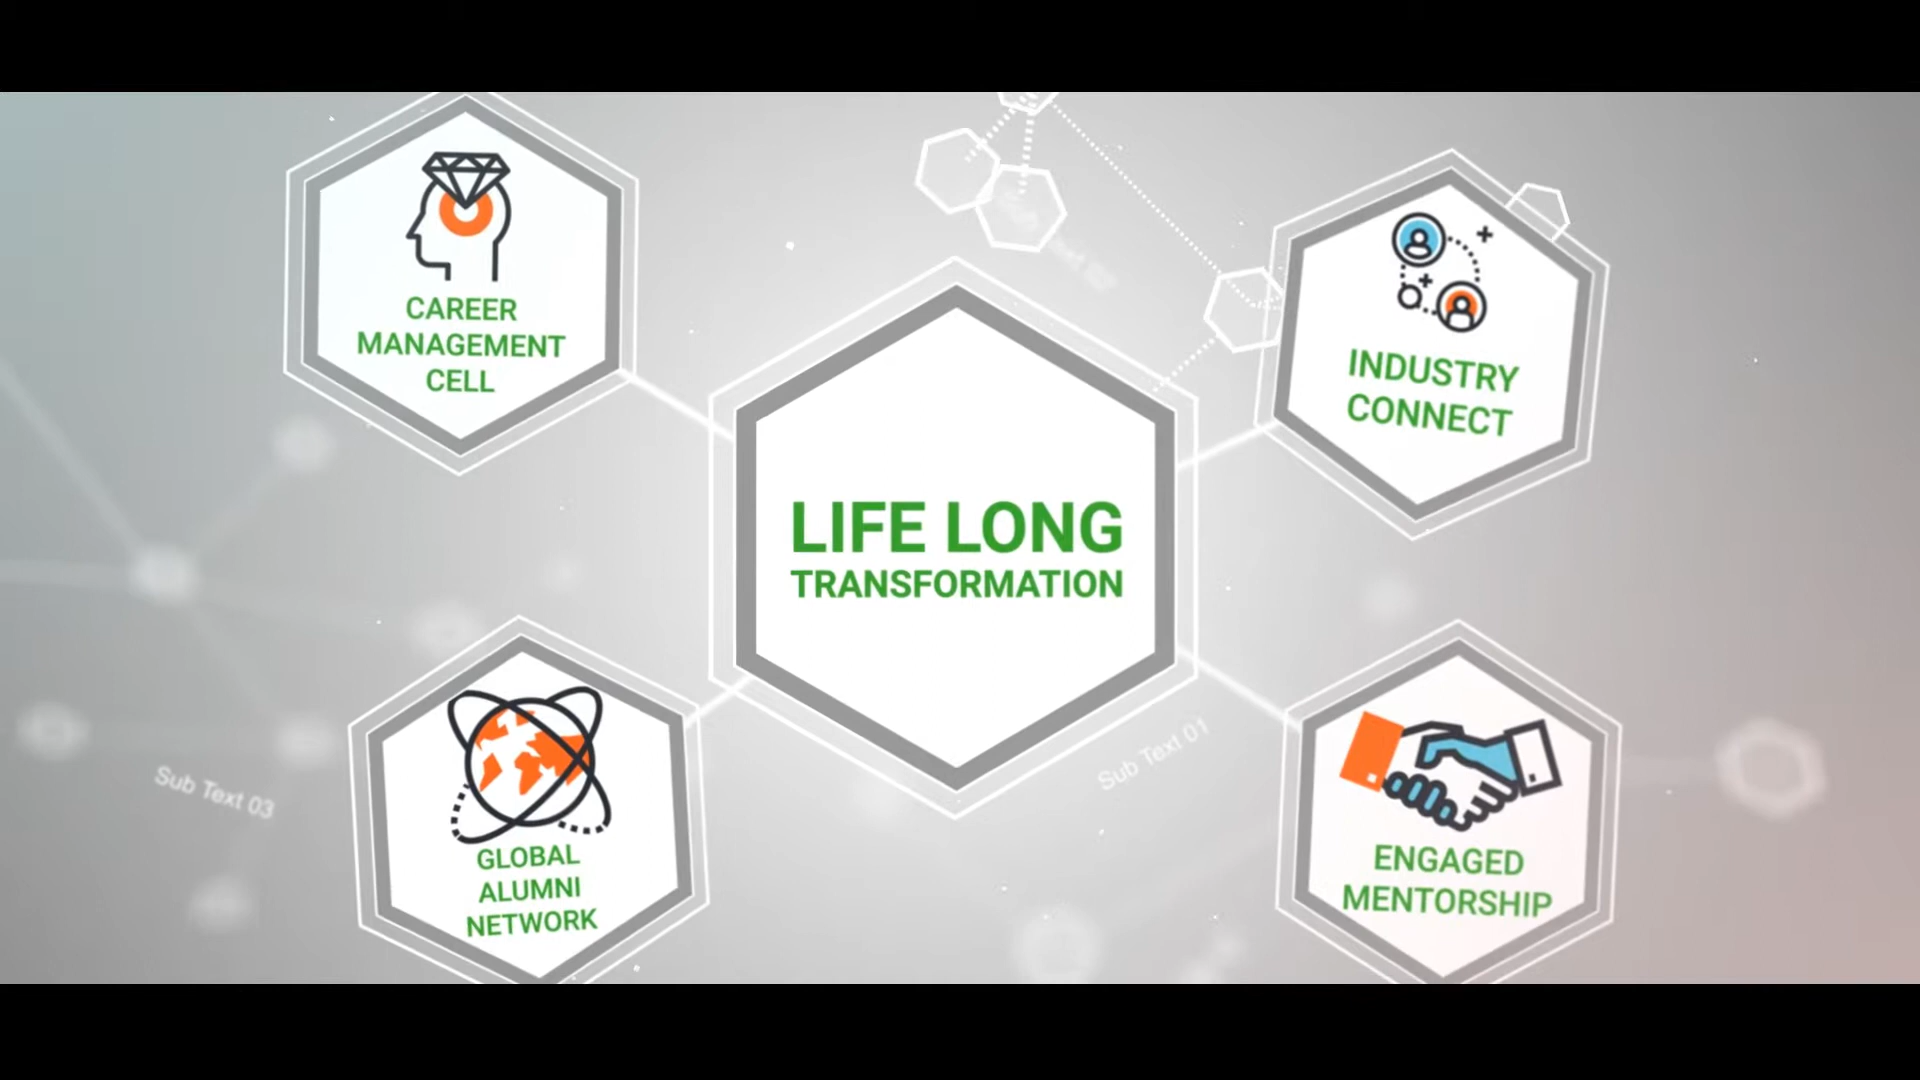 CAREER
MANAGEMENT
CELL
INDUSTRY
CONNECT
LIFE LONG
TRANSFORMATION
Sub Text 01
Sub Text 03
GLOBAL
ALUMNI
NETWORK
ENGAGED
MENTORSHIP